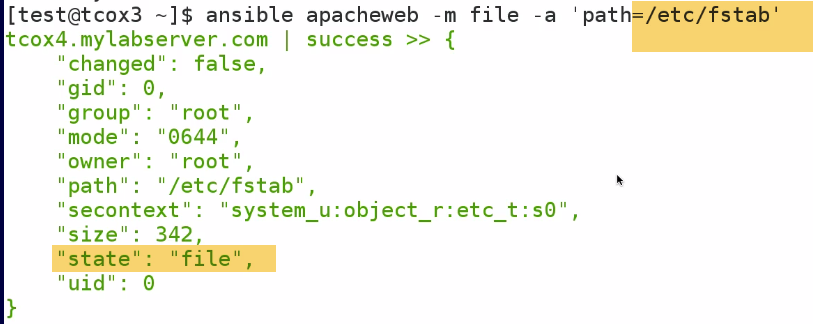 [test@tcox3 ~]$ ansible apacheweb -m file -a 'path=/etc/fstab'
tcox4.mylabserver.com | success >> {
    "changed": false,
    "gid": 0,
    "group": "root",
    "mode": "0644",
    "owner": "root",
    "path": "/etc/fstab",
    "secontext": "system_u:object_r:etc_t:s0",
    "size": 342,
    "state": "file",
    "uid": 0
}